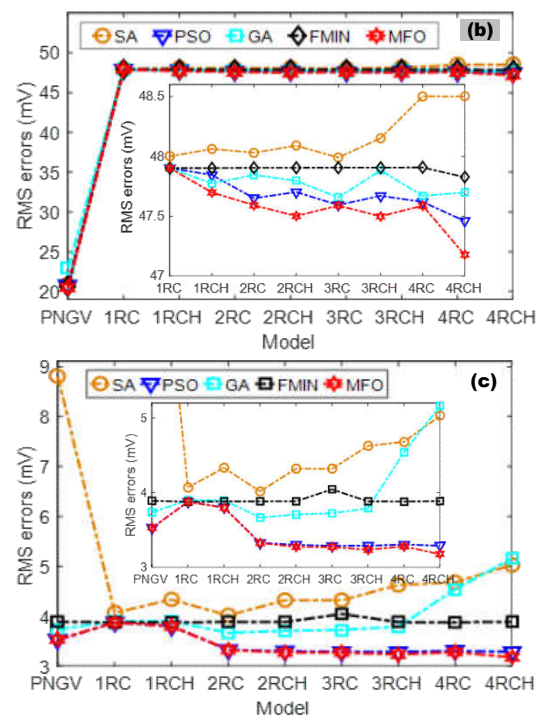 SA PSO GA FMIN MFO (b)
50
45
40
35
30
25
20
RMS errors (mV)
48.5
48
47.5
47
RMS errors (mV)
1RC 1RCH 2RC 2RCH 3RC 3RCH 4RC 4RCH
PNGV 1RC 1RCH 2RC 2RCH 3RC 3RCH 4RC 4RCH
Model
SA PSO GA FMIN MFO (c)
9
8
7
6
5
4
3
RMS errors (mV)
5
4
3
RMS errors (mV)
PNGV 1RC 1RCH 2RC 2RCH 3RC 3RCH 4RC 4RCH
PNGV 1RC 1RCH 2RC 2RCH 3RC 3RCH 4RC 4RCH
Model